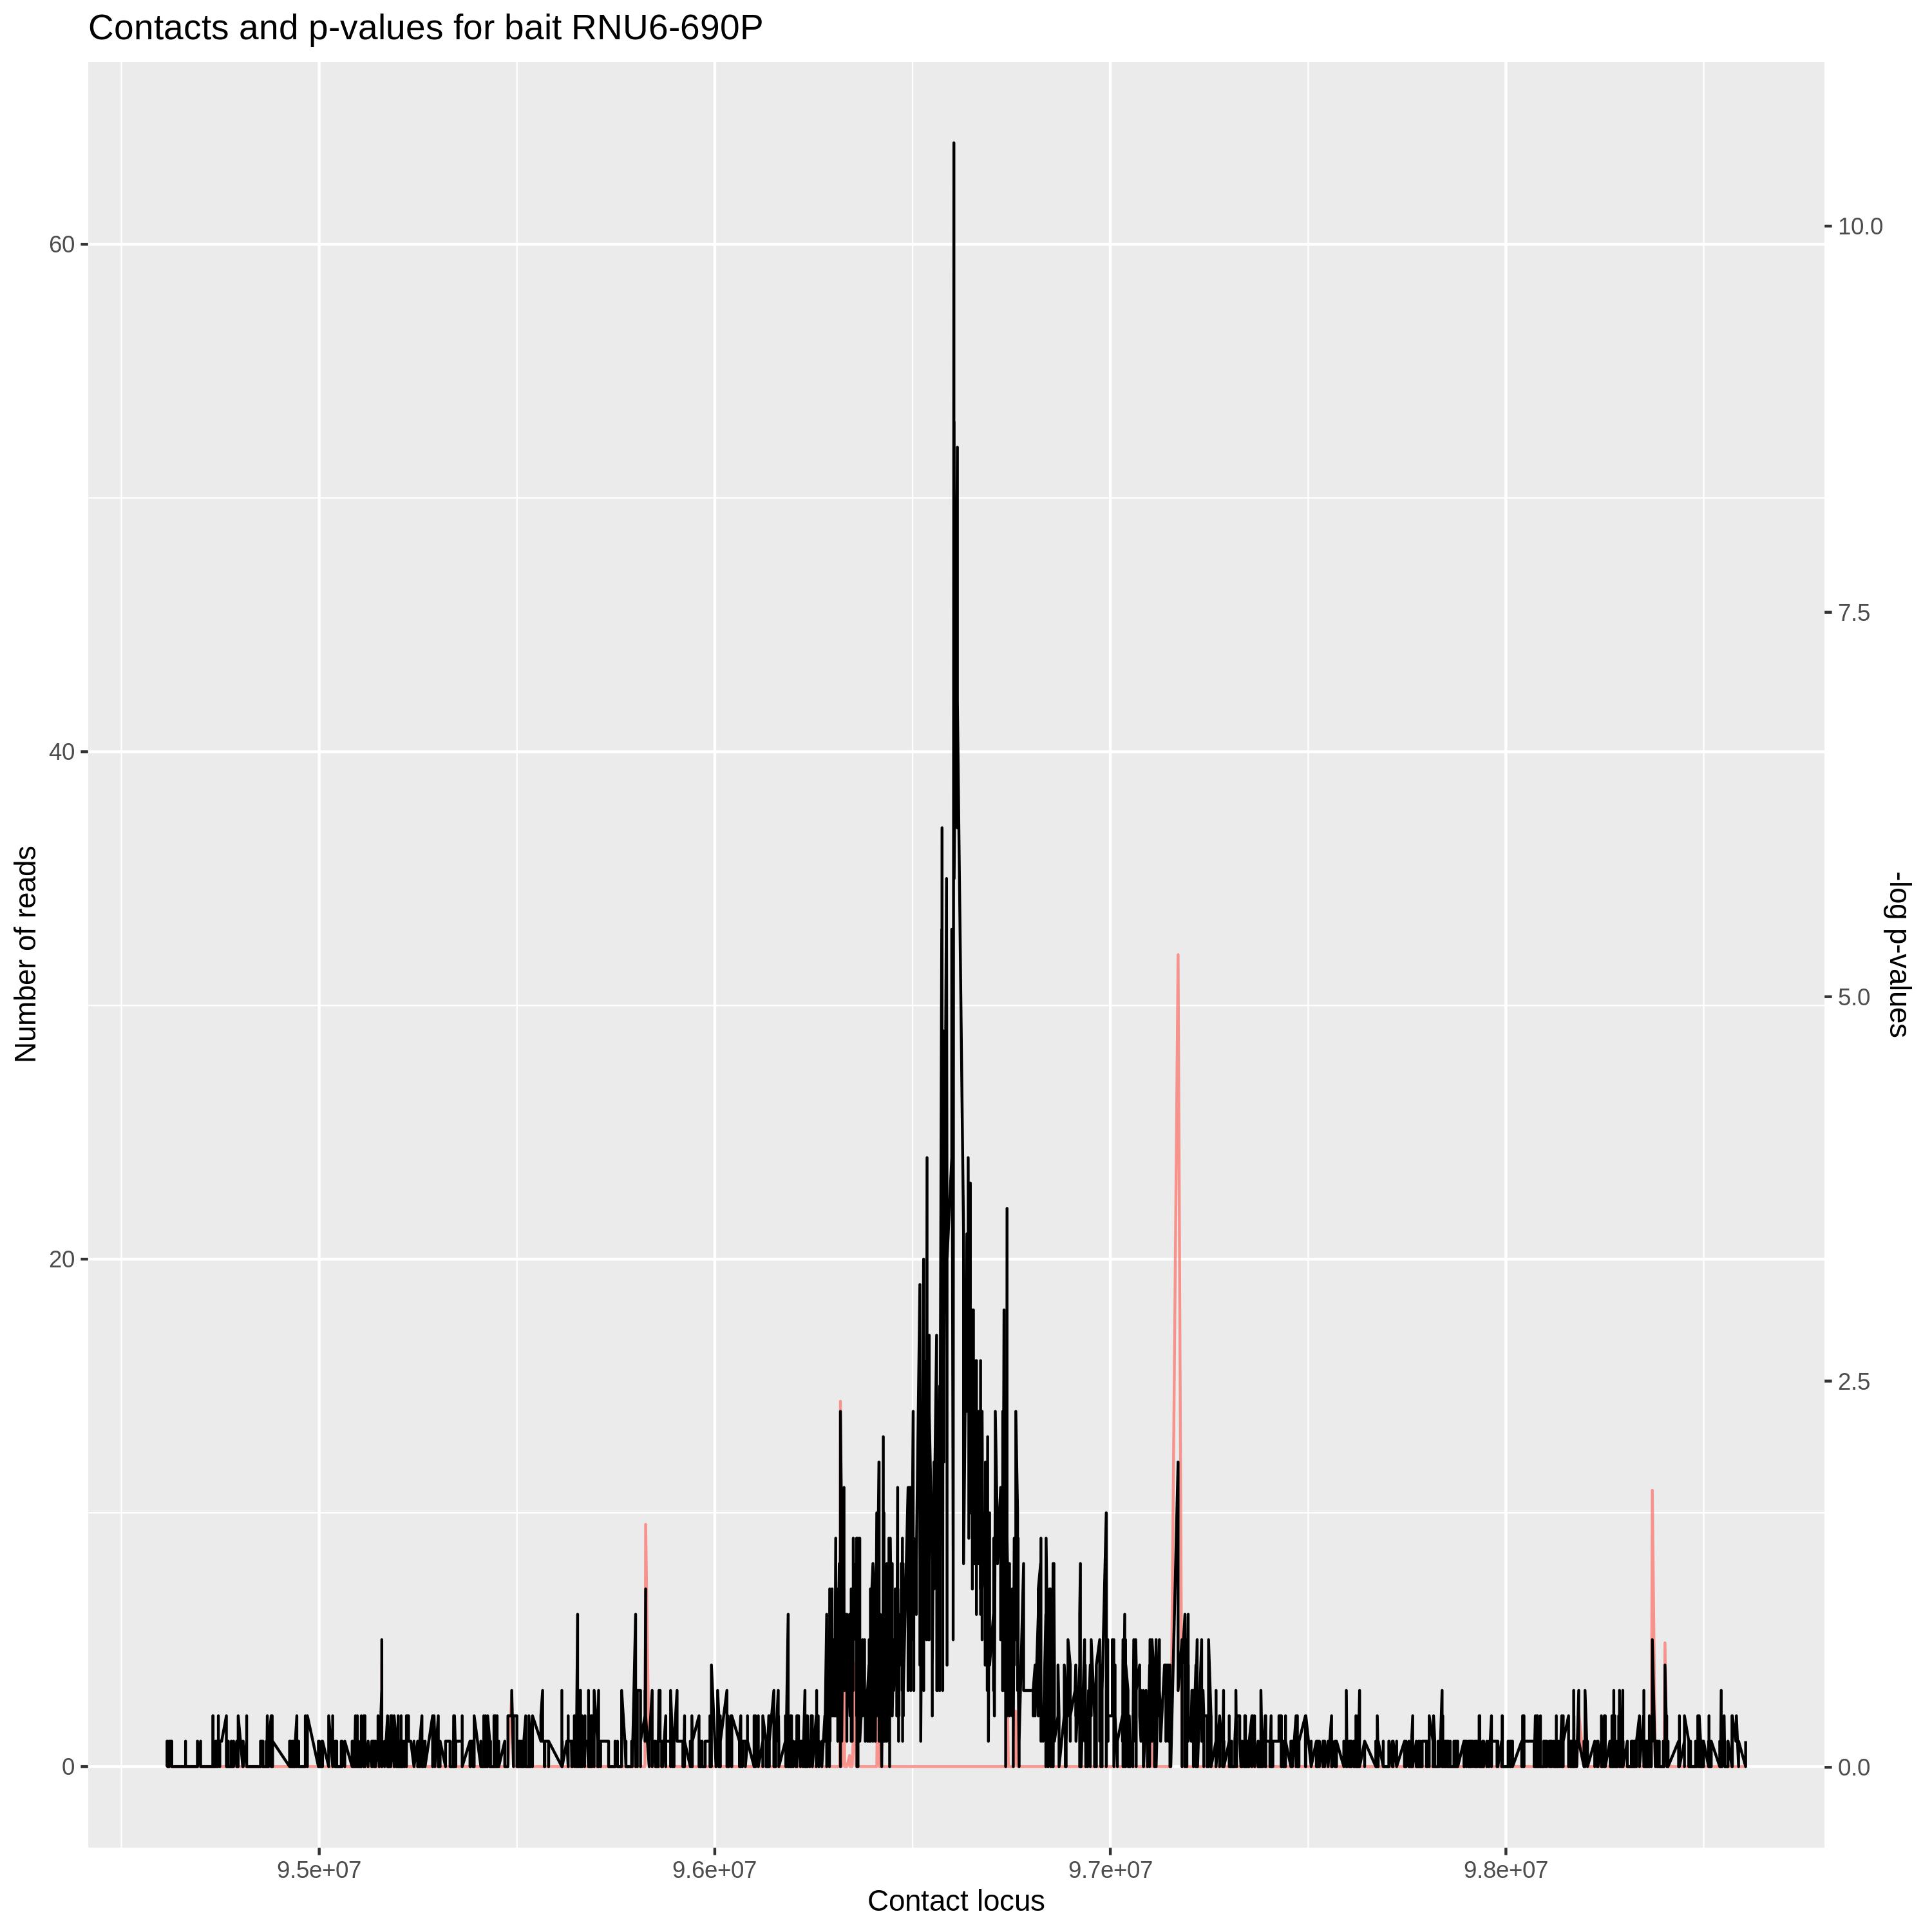 Contacts and p-values for bait RNU6-690P
60
40
20
0
Number of reads
10.0
7.5
5.0
2.5
0.0
-log p-values
9.5e+07
9.6e+07
9.7e+07
9.8e+07
Contact locus